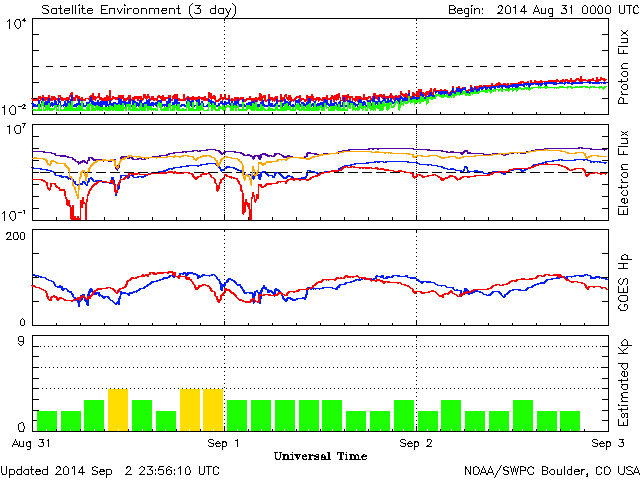 Satellite Environment (3 day) Begin: 2014 Aug 31 0000 UTC
10^4
10^-2
Proton Flux
10^7
10^-1
Electron Flux
200
0
GOES Hp
9
0
Estimated Kp
Aug 31 Sep 1 Sep 2 Sep 3
Universal Time
Updated 2014 Sep 2 23:56:10 UTC NOAA/SWPC Boulder, CO USA